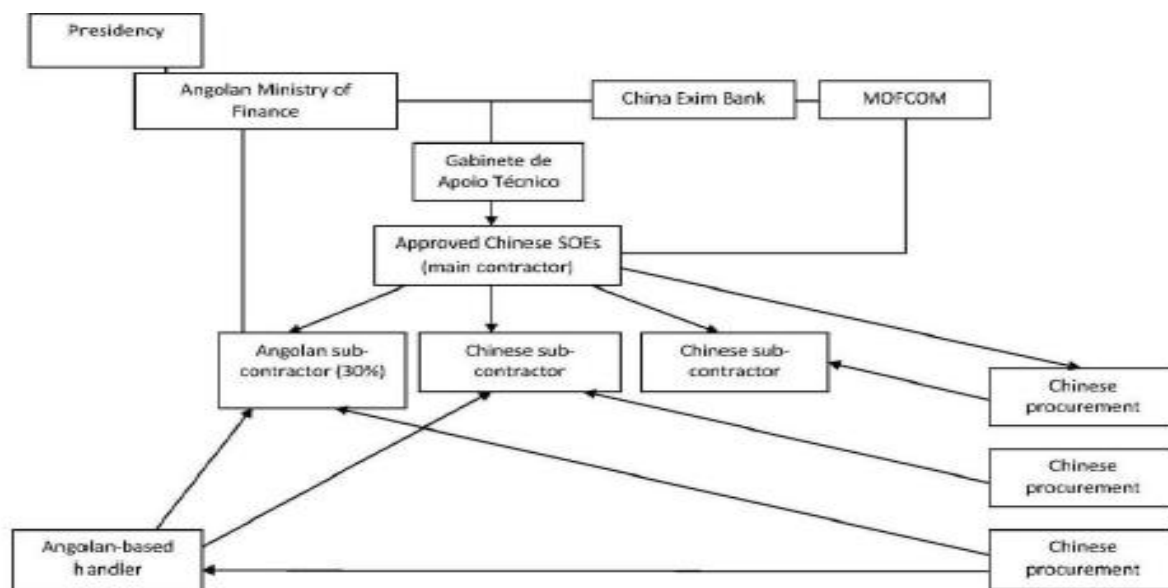 Presidency
Angolan Ministry of
Finance
China Exim Bank
MOFCOM
Gabinete de
Apoio Técnico
Approved Chinese SOEs
(main contractor)
Angolan sub-
contractor (30%)
Chinese sub-
contractor
Chinese sub-
contractor
Chinese
procurement
Chinese
procurement
Angolan-based
handler
Chinese
procurement